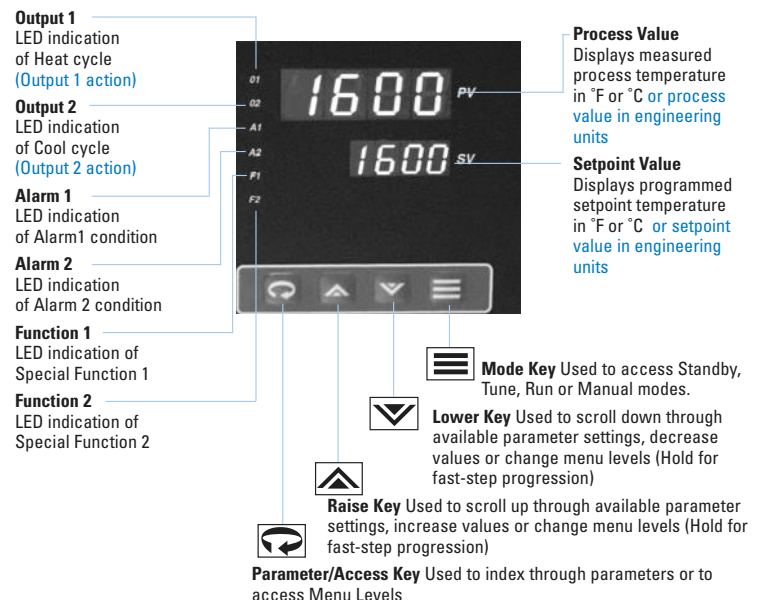 Output 1
LED indication
of Heat cycle
(Output 1 action)
Output 2
LED indication
of Cool cycle
(Output 2 action)
Alarm 1
LED indication
of Alarm1 condition
Alarm 2
LED indication
of Alarm 2 condition
Function 1
LED indication of
Special Function 1
Function 2
LED indication of
Special Function 2
01
02
A1
A2
F1
F2
1600 PV
1600 SV
Process Value
Displays measured
process temperature
in ˚F or ˚C or process
value in engineering
units
Setpoint Value
Displays programmed
setpoint temperature
in ˚F or ˚C or setpoint
value in engineering
units
Mode Key Used to access Standby,
Tune, Run or Manual modes.
Lower Key Used to scroll down through
available parameter settings, decrease
values or change menu levels (Hold for
fast-step progression)
Raise Key Used to scroll up through available parameter
settings, increase values or change menu levels (Hold for
fast-step progression)
Parameter/Access Key Used to index through parameters or to
access Menu Levels